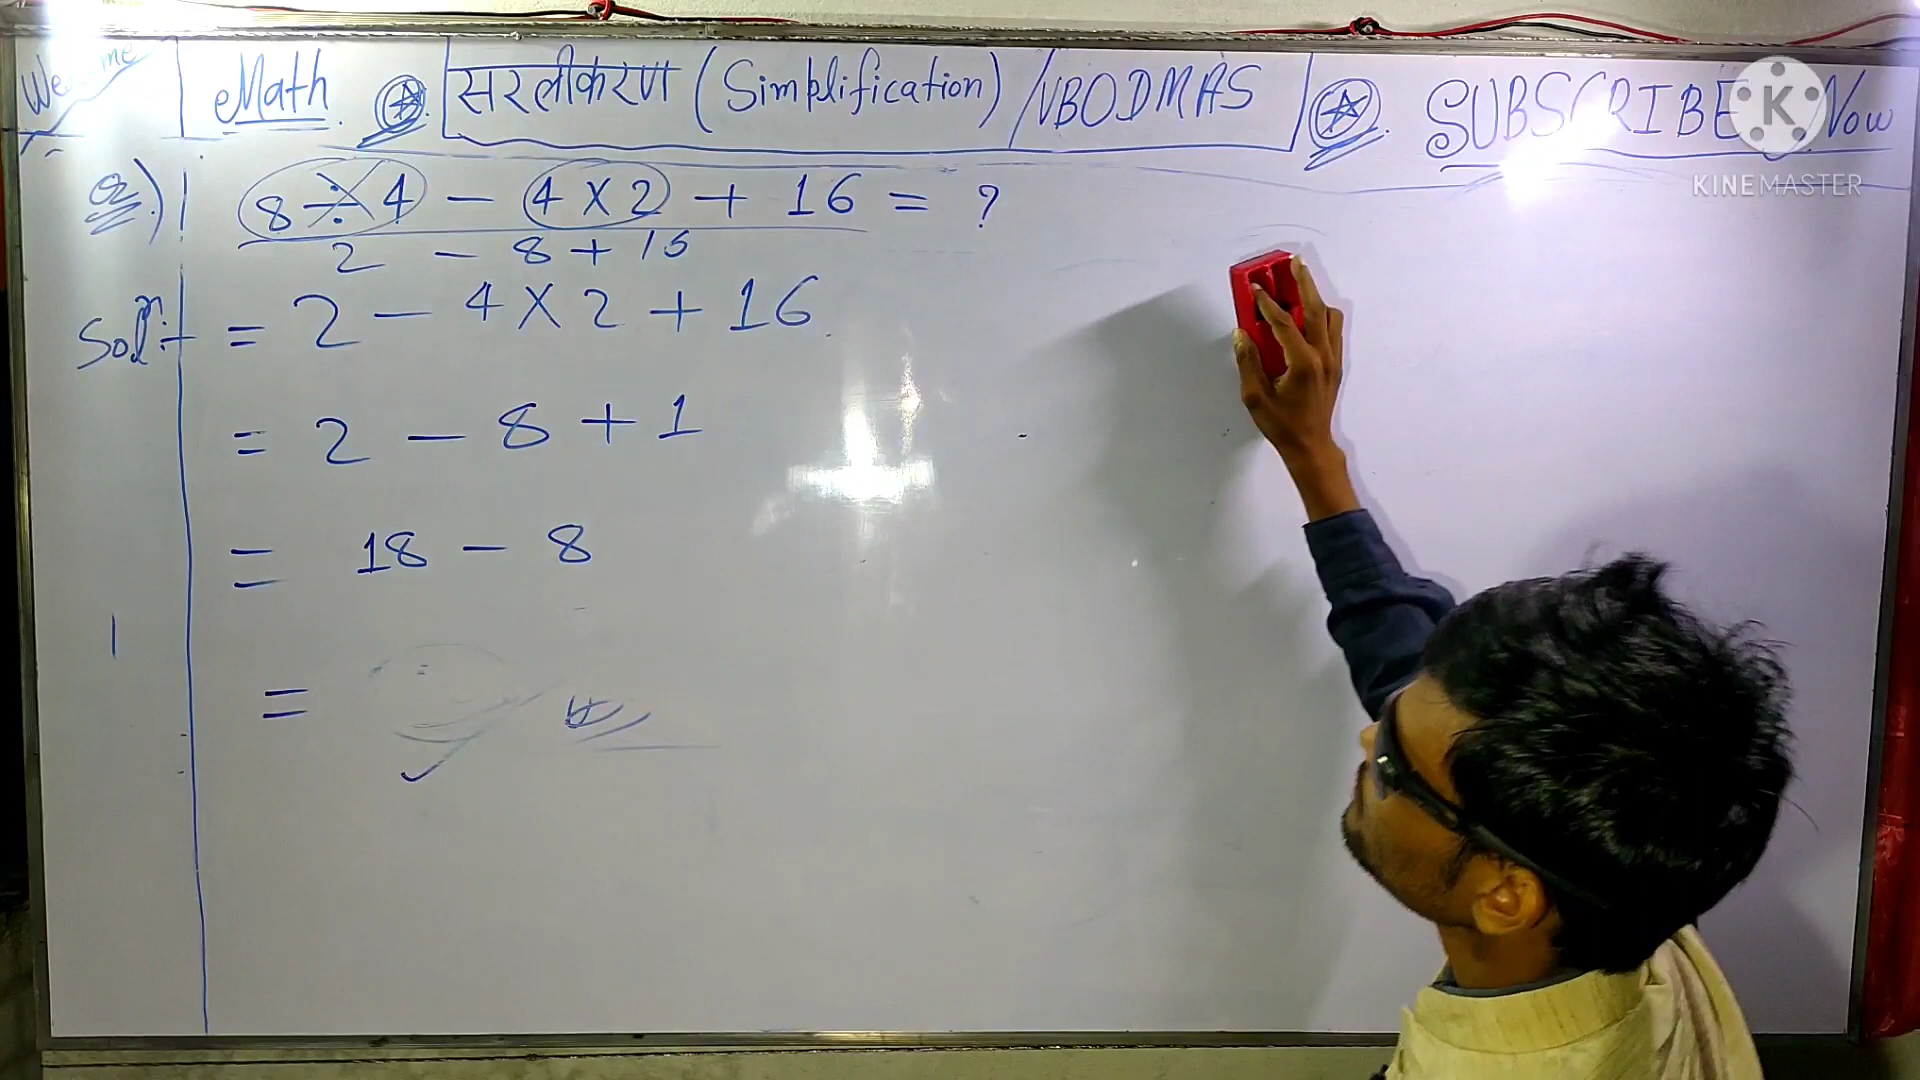 Math सरलीकरण (Simplification) /VBODMAS SUBSCRIBE Now
K
KINEMASTER
Q.) 8 ÷ 4 - 4 × 2 + 16 = ?
2 - 8 + 16
Solⁿ:- = 2 - 4 × 2 + 16
= 2 - 8 + 1
= 18 - 8
=